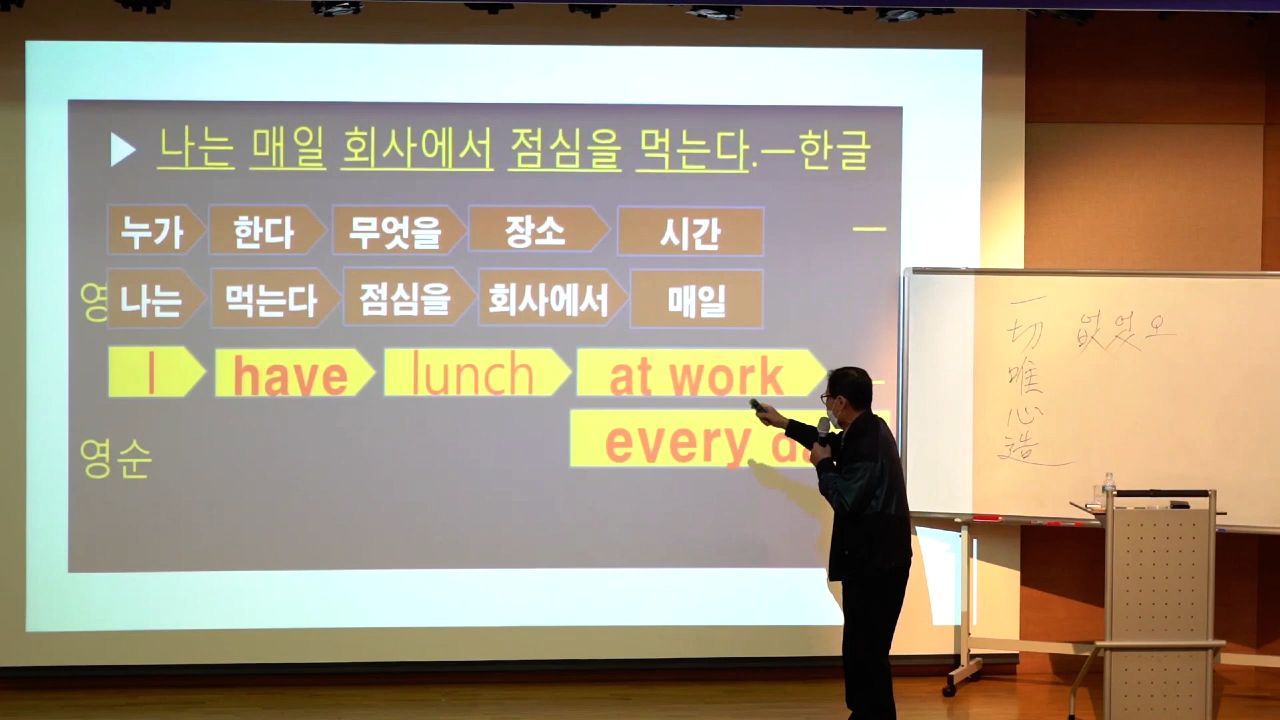 ▶ 나는 매일 회사에서 점심을 먹는다.—한글
누가 한다 무엇을 장소 시간 —
영 나는 먹는다 점심을 회사에서 매일
I have lunch at work —
every da
영순
一切唯心造
없었오